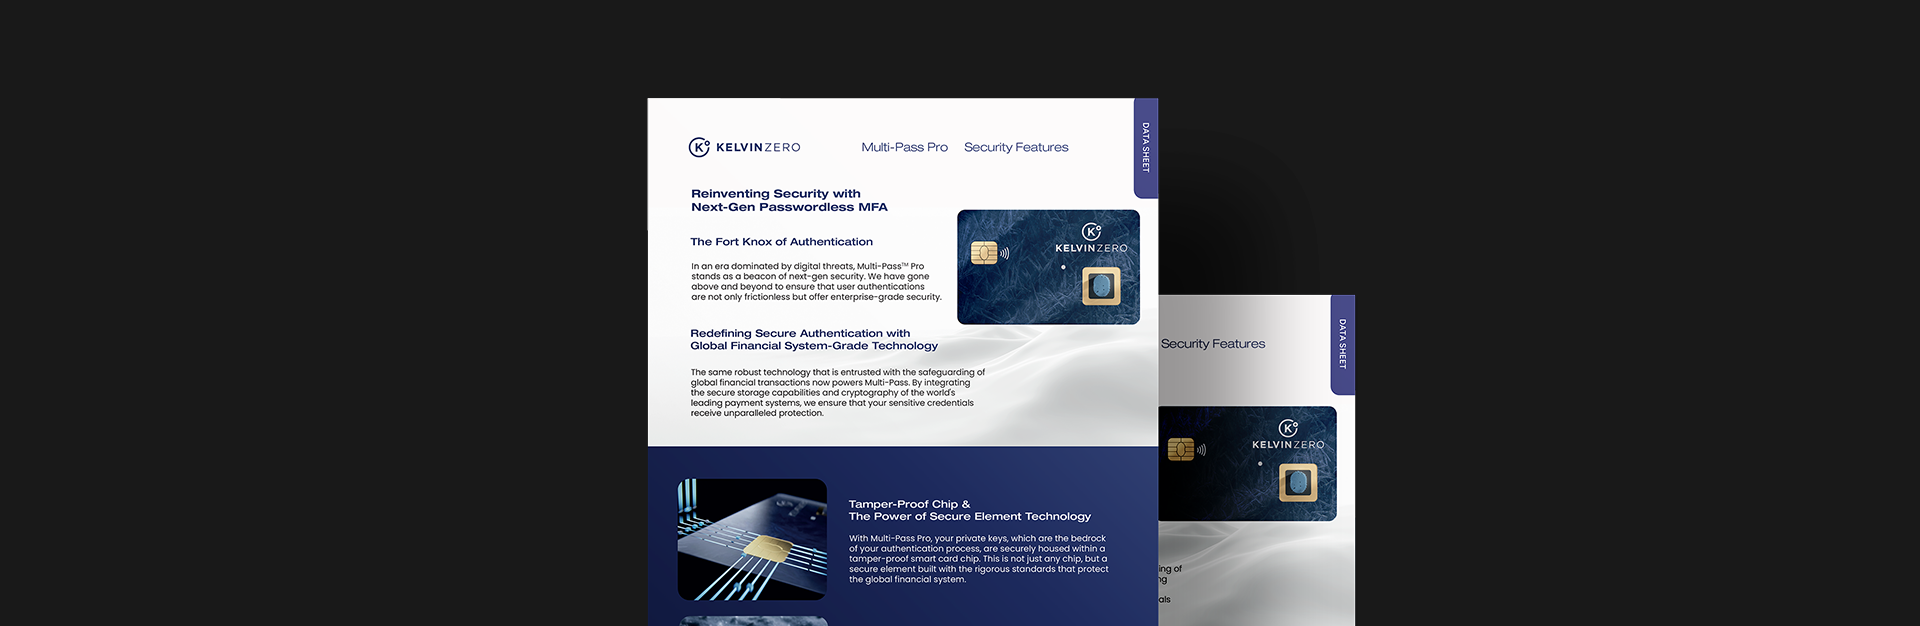 KELVINZERO
Multi-Pass Pro Security Features
DATA SHEET
Reinventing Security with
Next-Gen Passwordless MFA
The Fort Knox of Authentication
In an era dominated by digital threats, Multi-Pass™ Pro
stands as a beacon of next-gen security. We have gone
above and beyond to ensure that user authentications
are not only frictionless but offer enterprise-grade security.
KELVINZERO
Redefining Secure Authentication with
Global Financial System-Grade Technology
The same robust technology that is entrusted with the safeguarding of
global financial transactions now powers Multi-Pass. By integrating
the secure storage capabilities and cryptography of the world's
leading payment systems, we ensure that your sensitive credentials
receive unparalleled protection.
Tamper-Proof Chip &
The Power of Secure Element Technology
With Multi-Pass Pro, your private keys, which are the bedrock
of your authentication process, are securely housed within a
tamper-proof smart card chip. This is not just any chip, but a
secure element built with the rigorous standards that protect
the global financial system.
Security Features
DATA SHEET
KELVINZERO
ing of
ng
als